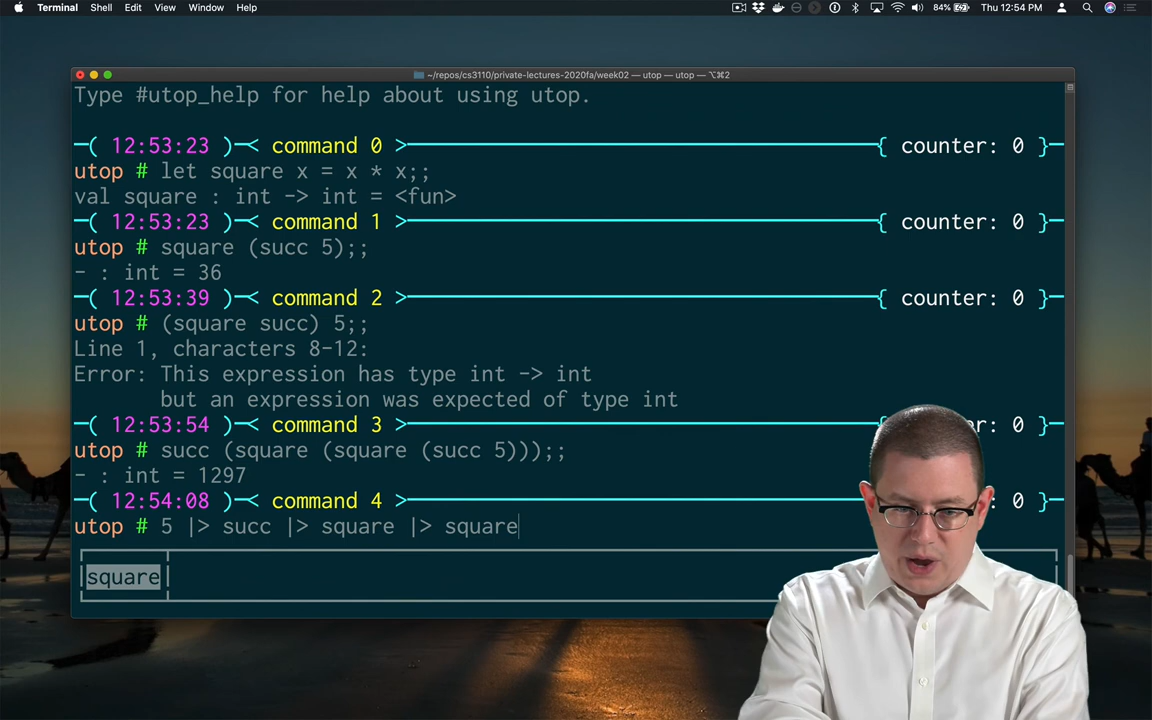 Terminal Shell Edit View Window Help 84% Thu 12:54 PM
~/repos/cs3110/private-lectures-2020fa/week02 — utop — utop — ⌥⌘2
Type #utop_help for help about using utop.
─( 12:53:23 )─< command 0 >─{ counter: 0 }─
utop # let square x = x * x;;
val square : int -> int = <fun>
─( 12:53:23 )─< command 1 >─{ counter: 0 }─
utop # square (succ 5);;
- : int = 36
─( 12:53:39 )─< command 2 >─{ counter: 0 }─
utop # (square succ) 5;;
Line 1, characters 8-12:
Error: This expression has type int -> int
but an expression was expected of type int
─( 12:53:54 )─< command 3 >─er: 0 }─
utop # succ (square (square (succ 5)));;
- : int = 1297
─( 12:54:08 )─< command 4 >─0 }─
utop # 5 |> succ |> square |> square
square